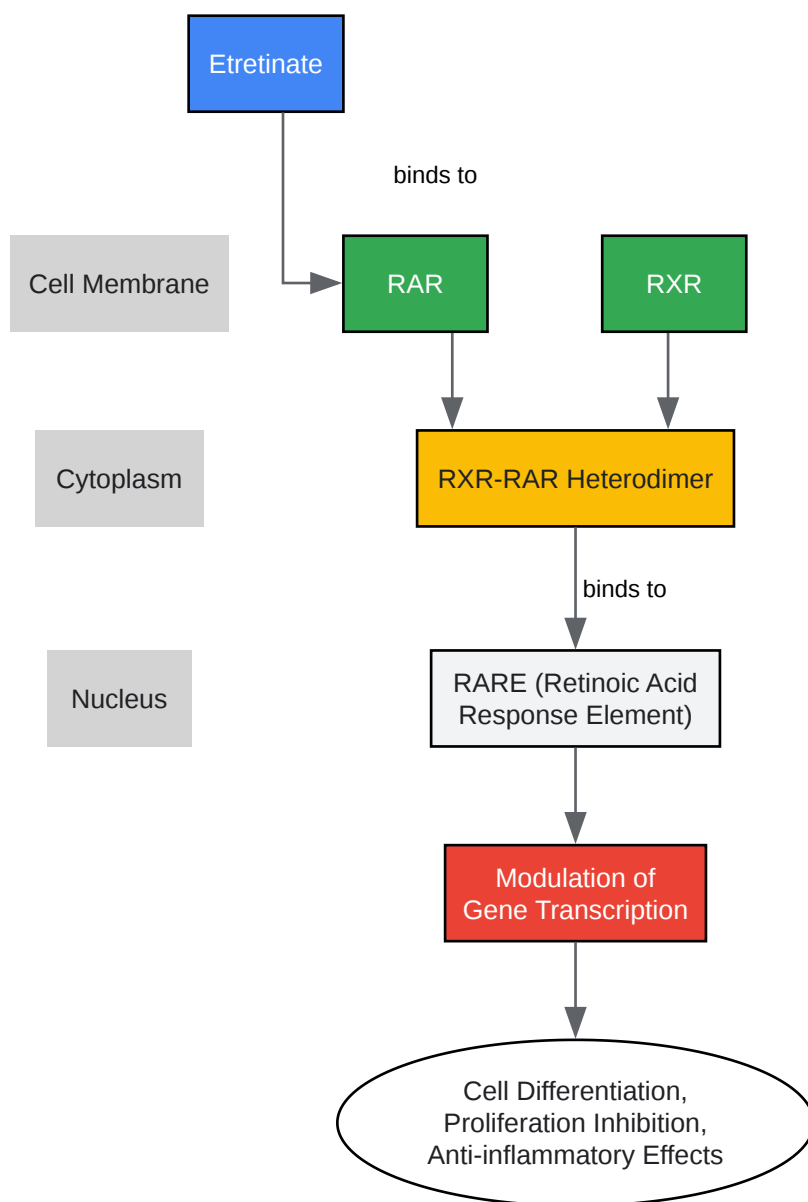 Etretinate
binds to
Cell Membrane
RAR
RXR
Cytoplasm
RXR-RAR Heterodimer
binds to
Nucleus
RARE (Retinoic Acid
Response Element)
Modulation of
Gene Transcription
Cell Differentiation,
Proliferation Inhibition,
Anti-inflammatory Effects